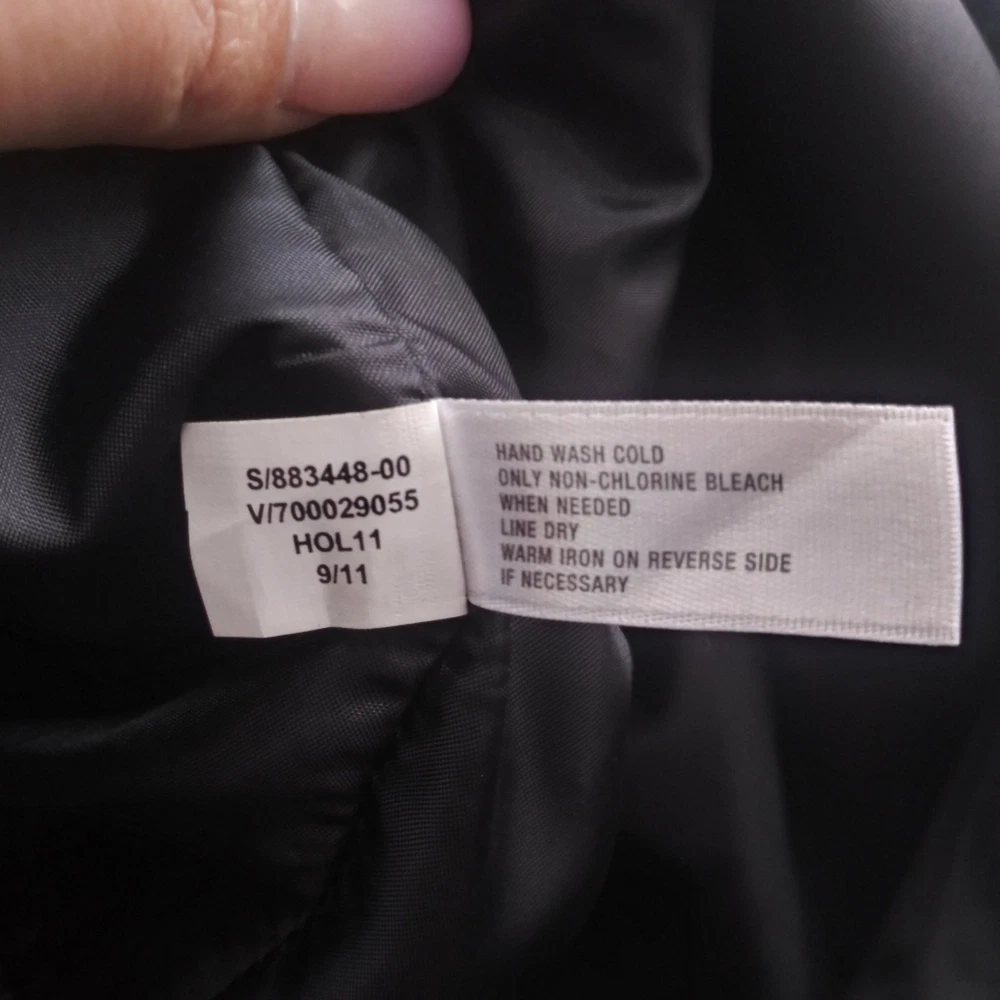 S/883448-00
V/700029055
HOL11
9/11
HAND WASH COLD
ONLY NON-CHLORINE BLEACH
WHEN NEEDED
LINE DRY
WARM IRON ON REVERSE SIDE
IF NECESSARY